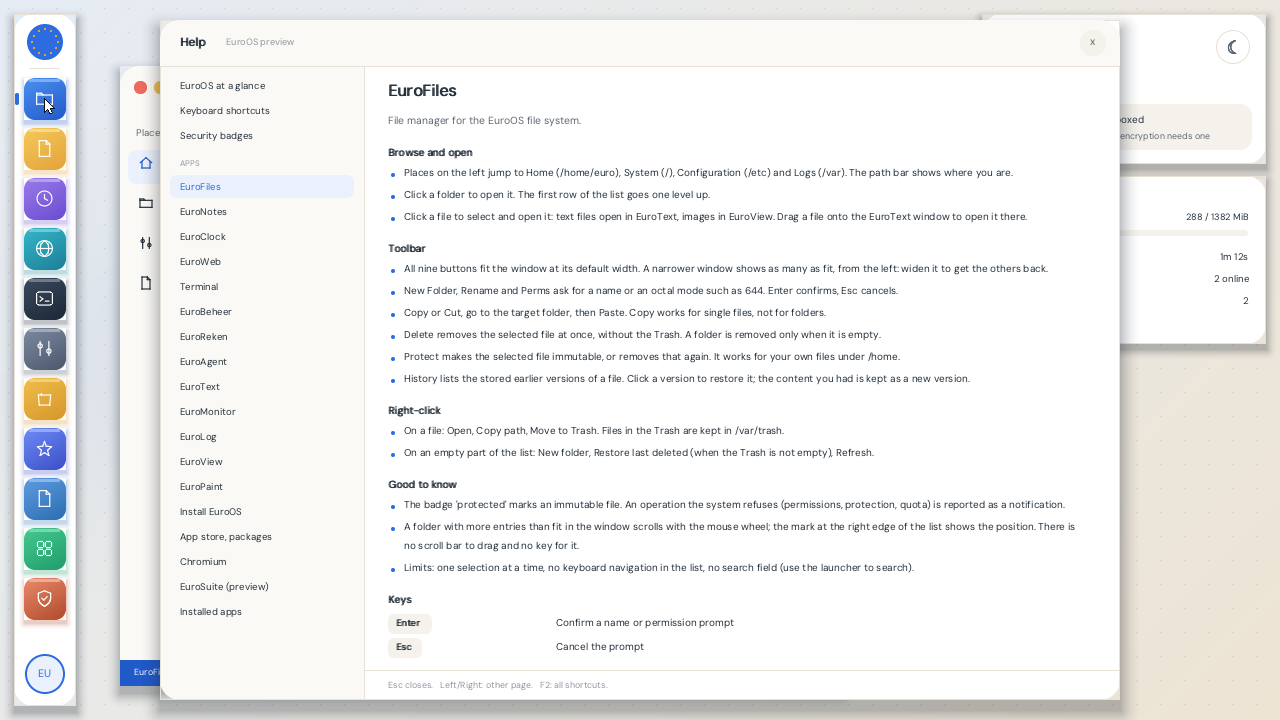 Help
EuroOS preview
x
EuroOS at a glance
Keyboard shortcuts
Security badges
APPS
EuroFiles
EuroNotes
EuroClock
EuroWeb
Terminal
EuroBeheer
EuroReken
EuroAgent
EuroText
EuroMonitor
EuroLog
EuroView
EuroPaint
Install EuroOS
App store, packages
Chromium
EuroSuite (preview)
Installed apps
EuroFiles
File manager for the EuroOS file system.
Browse and open
Places on the left jump to Home (/home/euro), System (/), Configuration (/etc) and Logs (/var). The path bar shows where you are.
Click a folder to open it. The first row of the list goes one level up.
Click a file to select and open it: text files open in EuroText, images in EuroView. Drag a file onto the EuroText window to open it there.
Toolbar
All nine buttons fit the window at its default width. A narrower window shows as many as fit, from the left: widen it to get the others back.
New Folder, Rename and Perms ask for a name or an octal mode such as 644. Enter confirms, Esc cancels.
Copy or Cut, go to the target folder, then Paste. Copy works for single files, not for folders.
Delete removes the selected file at once, without the Trash. A folder is removed only when it is empty.
Protect makes the selected file immutable, or removes that again. It works for your own files under /home.
History lists the stored earlier versions of a file. Click a version to restore it; the content you had is kept as a new version.
Right-click
On a file: Open, Copy path, Move to Trash. Files in the Trash are kept in /var/trash.
On an empty part of the list: New folder, Restore last deleted (when the Trash is not empty), Refresh.
Good to know
The badge 'protected' marks an immutable file. An operation the system refuses (permissions, protection, quota) is reported as a notification.
A folder with more entries than fit in the window scrolls with the mouse wheel; the mark at the right edge of the list shows the position. There is
no scroll bar to drag and no key for it.
Limits: one selection at a time, no keyboard navigation in the list, no search field (use the launcher to search).
Keys
Enter
Confirm a name or permission prompt
Esc
Cancel the prompt
Esc closes. Left/Right: other page. F2: all shortcuts.
Place
EuroFi
EU
oxed
encryption needs one
288 / 1382 MiB
1m 12s
2 online
2